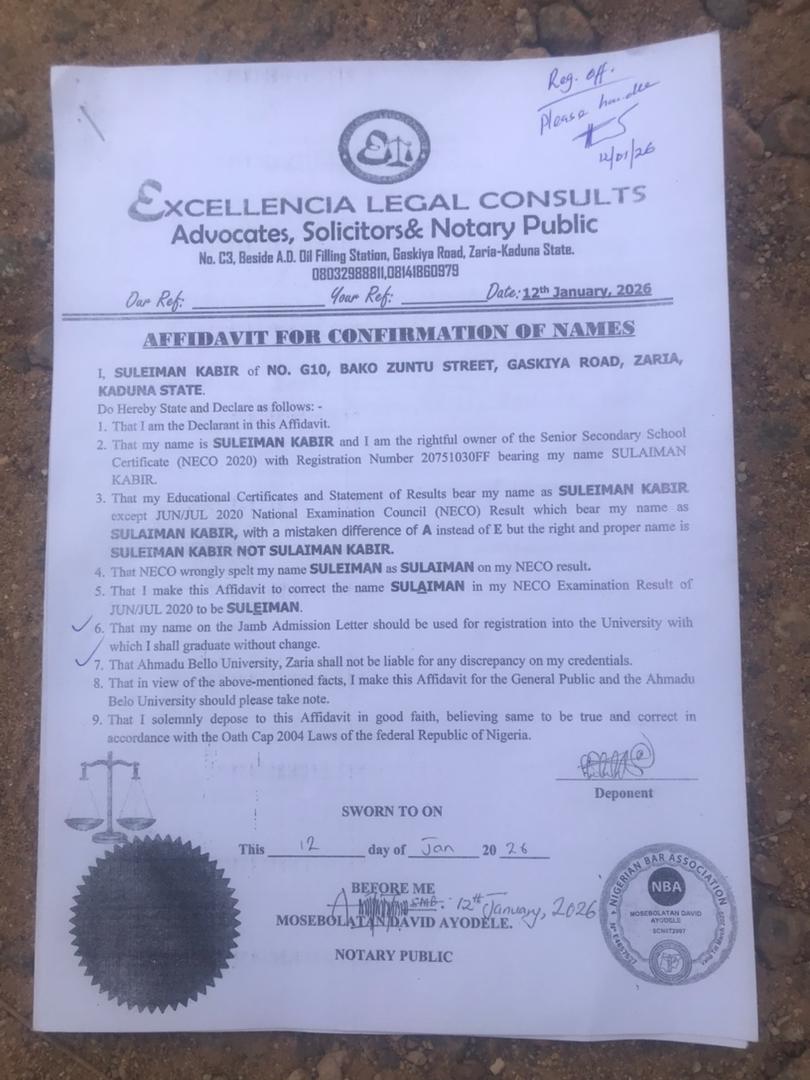 Reg. Off.
Please handle
12/01/26
EXCELLENCIA LEGAL CONSULTS
Advocates, Solicitors& Notary Public
No. C3, Beside A.D. Oil Filling Station, Gaskiya Road, Zaria-Kaduna State.
08032988811,08141860979
Our Ref: Your Ref: Date: 12th January, 2026
AFFIDAVIT FOR CONFIRMATION OF NAMES
I, SULEIMAN KABIR of NO. G10, BAKO ZUNTU STREET, GASKIYA ROAD, ZARIA,
KADUNA STATE.
Do Hereby State and Declare as follows: -
1. That I am the Declarant in this Affidavit.
2. That my name is SULEIMAN KABIR and I am the rightful owner of the Senior Secondary School
Certificate (NECO 2020) with Registration Number 20751030FF bearing my name SULAIMAN
KABIR.
3. That my Educational Certificates and Statement of Results bear my name as SULEIMAN KABIR
except JUN/JUL 2020 National Examination Council (NECO) Result which bear my name as
SULAIMAN KABIR, with a mistaken difference of A instead of E but the right and proper name is
SULEIMAN KABIR NOT SULAIMAN KABIR.
4. That NECO wrongly spelt my name SULEIMAN as SULAIMAN on my NECO result.
5. That I make this Affidavit to correct the name SULAIMAN in my NECO Examination Result of
JUN/JUL 2020 to be SULEIMAN.
6. That my name on the Jamb Admission Letter should be used for registration into the University with
which I shall graduate without change.
7. That Ahmadu Bello University, Zaria shall not be liable for any discrepancy on my credentials.
8. That in view of the above-mentioned facts, I make this Affidavit for the General Public and the Ahmadu
Belo University should please take note.
9. That I solemnly depose to this Affidavit in good faith, believing same to be true and correct in
accordance with the Oath Cap 2004 Laws of the federal Republic of Nigeria.
Deponent
SWORN TO ON
This 12 day of Jan 20 26
BEFORE ME
12th January, 2026
MOSEBOLATAN DAVID AYODELE.
NOTARY PUBLIC
NIGERIAN BAR ASSOCIATION
NBA
MOSEBOLATAN DAVID
AYODELE